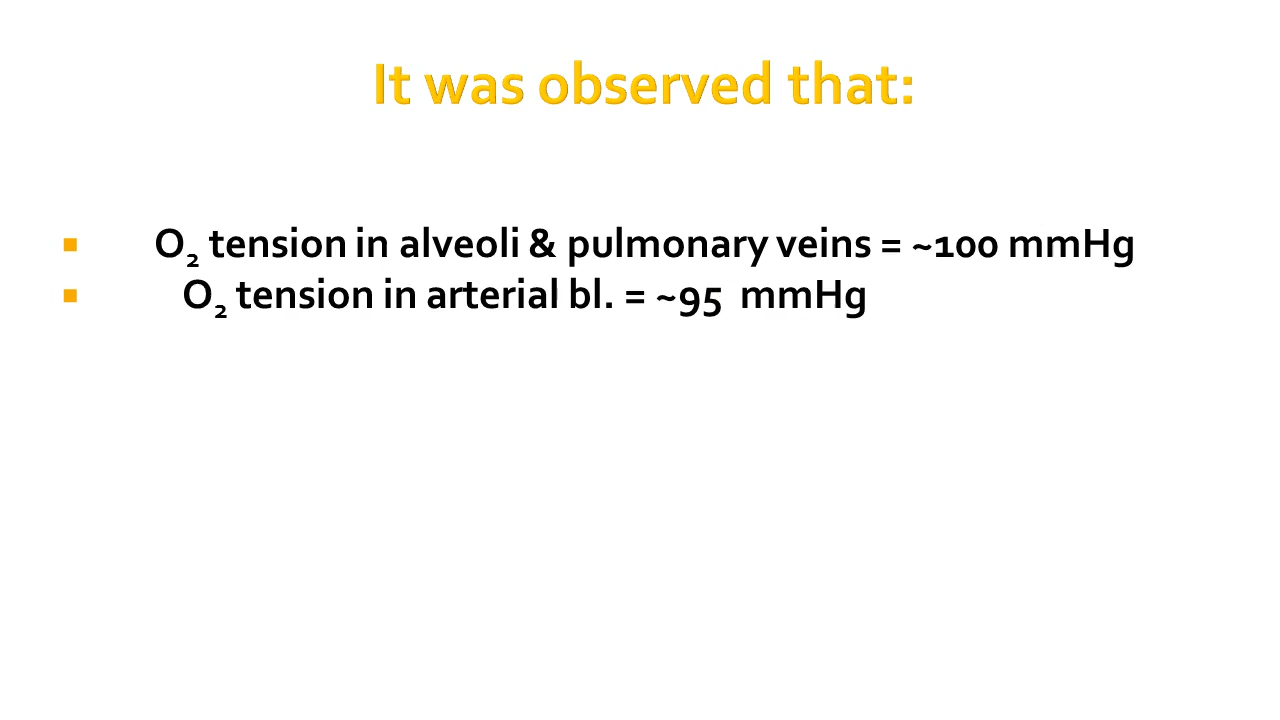 It was observed that:
O₂ tension in alveoli & pulmonary veins = ~100 mmHg
O₂ tension in arterial bl. = ~95 mmHg